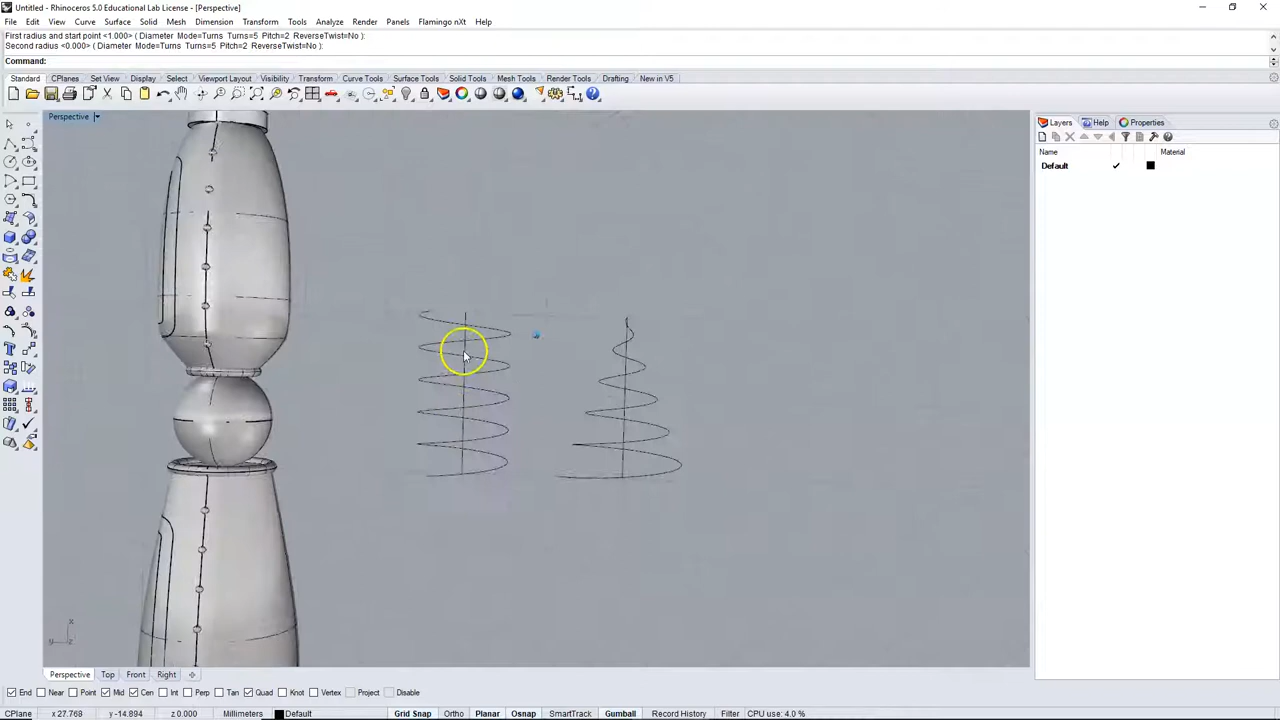 Untitled - Rhinoceros 5.0 Educational Lab License - [Perspective]
File Edit View Curve Surface Solid Mesh Dimension Transform Tools Analyze Render Panels Flamingo nXt Help
First radius and start point <1.000> ( Diameter Mode=Turns Turns=5 Pitch=2 ReverseTwist=No ):
Second radius <0.000> ( Diameter Mode=Turns Turns=5 Pitch=2 ReverseTwist=No ):
Command:
Standard CPlanes Set View Display Select Viewport Layout Visibility Transform Curve Tools Surface Tools Solid Tools Mesh Tools Render Tools Drafting New in V5
Perspective
Layers Help Properties
Name Material
Default
x
y z
Perspective Top Front Right
End Near Point Mid Cen Int Perp Tan Quad Knot Vertex Project Disable
CPlane x 27.768 y -14.894 z 0.000 Millimeters Default Grid Snap Ortho Planar Osnap SmartTrack Gumball Record History Filter CPU use: 4.0 %